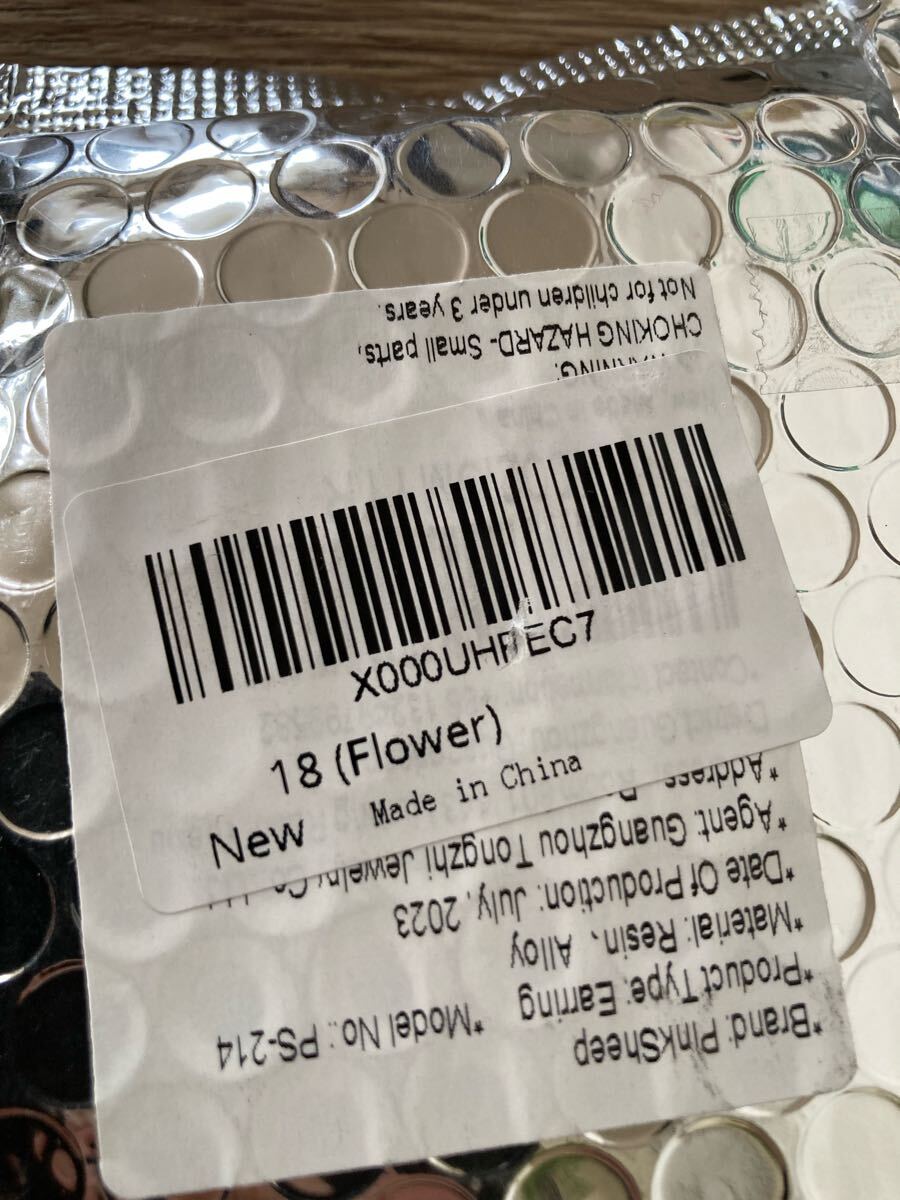 X000UHPEC7
18 (Flower)
New Made in China
*Brand: PinkSheep
*Product Type: Earring *Model No.: PS-214
*Material: Resin、Alloy
*Date Of Production: July, 2023
*Agent: Guangzhou Tongzhi Jewelry Co
*Address:
WARNING:
CHOKING HAZARD- Small parts,
Not for children under 3 years.